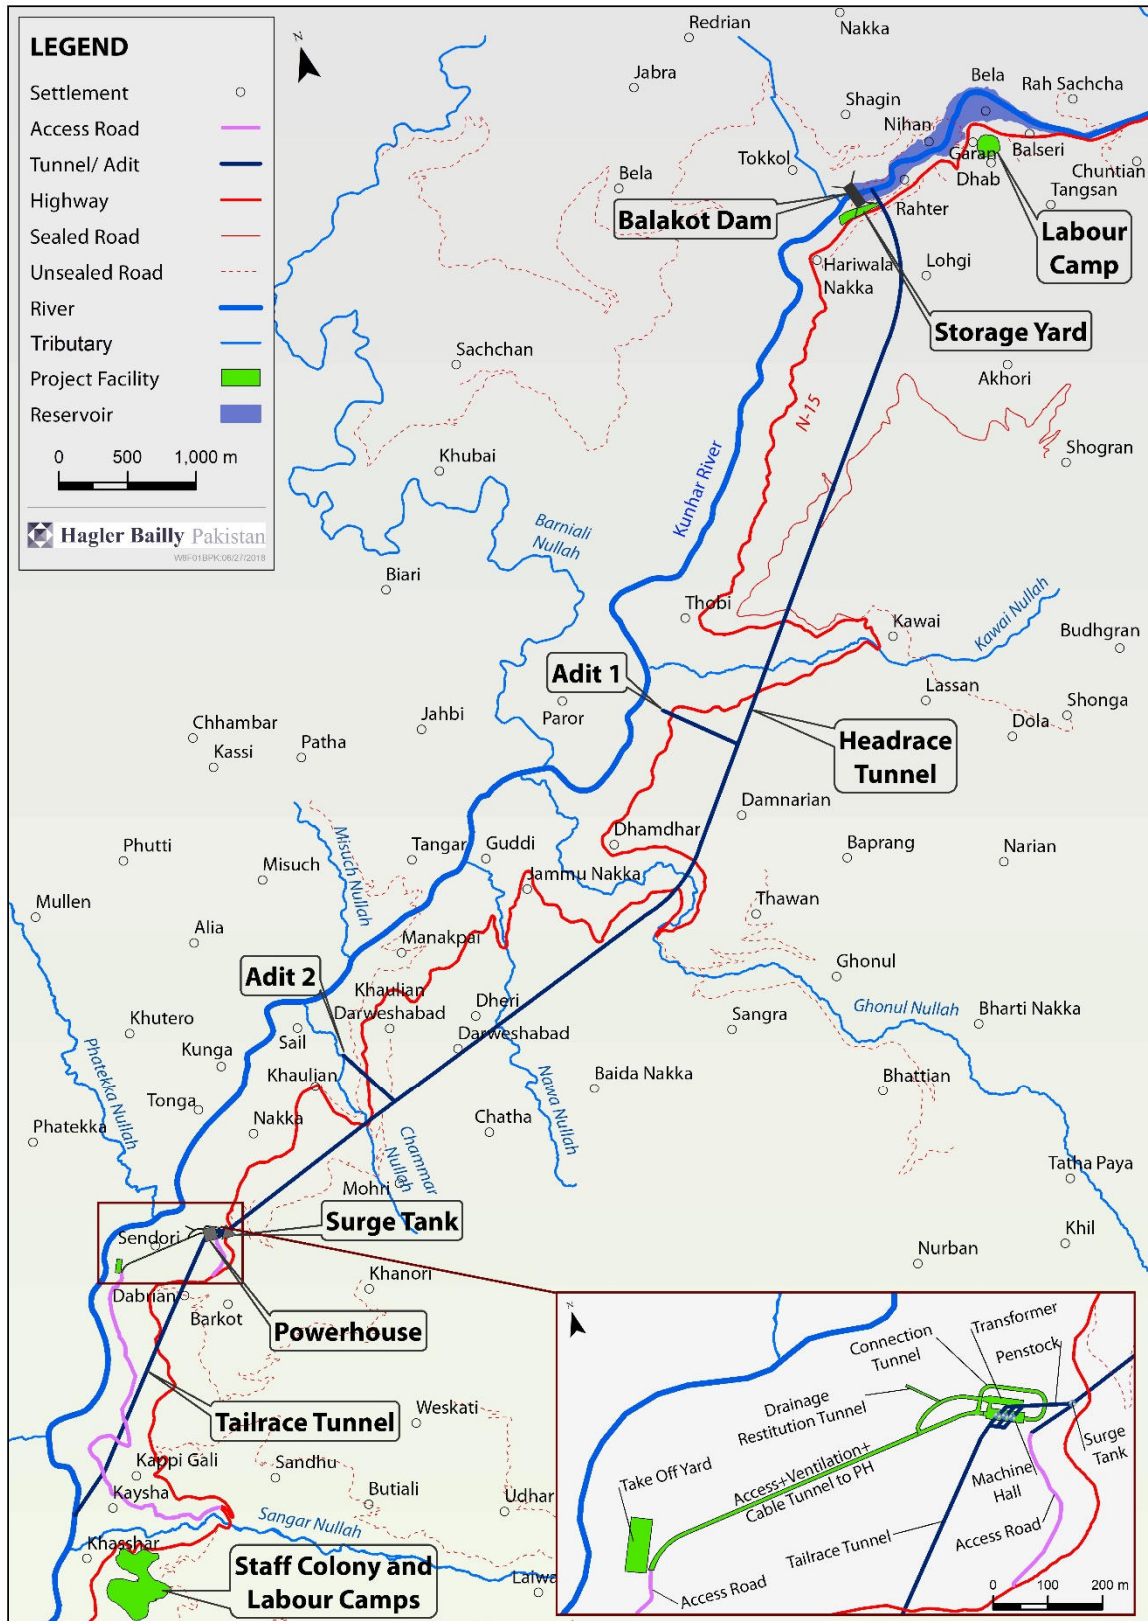 LEGEND
Settlement
Access Road
Tunnel/ Adit
Highway
Sealed Road
Unsealed Road
River
Tributary
Project Facility
Reservoir
0 500 1,000 m
Hagler Bailly Pakistan
W8F01BPK:06/27/2018
N
Redrian
Nakka
Jabra
Bela
Rah Sachcha
Shagin
Nihan
Garan
Balseri
Tokkol
Dhab
Chuntian
Bela
Tangsan
Balakot Dam
Rahter
Labour
Camp
Hariwala
Nakka
Lohgi
Storage Yard
Sachchan
Akhori
N-15
Shogran
Khubai
Kunhar River
Barniali
Nullah
Biari
Thobi
Kawai
Kawai Nullah
Budhgran
Adit 1
Lassan
Shonga
Paror
Dola
Chhambar
Jahbi
Kassi
Patha
Headrace
Tunnel
Damnarian
Dhamdhar
Phutti
Misuch
Misuch Nullah
Tangar
Guddi
Baprang
Narian
Jammu Nakka
Mullen
Thawan
Alia
Manakpai
Ghonul
Adit 2
Khaulian
Darweshabad
Dheri
Ghonul Nullah
Bharti Nakka
Khutero
Sail
Sangra
Darweshabad
Kunga
Phatekka Nullah
Khaulian
Baida Nakka
Bhattian
Nawa Nullah
Tonga
Nakka
Chatha
Phatekka
Chammar
Nullah
Mohri
Tatha Paya
Surge Tank
Sendori
Khil
Nurban
Khanori
Dabrian
Barkot
Powerhouse
Tailrace Tunnel
Weskati
Kappi Gali
Sandhu
Kaysha
Butiali
Udhar
Sangar Nullah
Khasshar
Staff Colony and
Labour Camps
Lalwa
N
Transformer
Connection
Tunnel
Penstock
Drainage
Restitution Tunnel
Surge
Tank
Take Off Yard
Access+Ventilation+
Cable Tunnel to PH
Machine
Hall
Tailrace Tunnel
Access Road
Access Road
0 100 200 m